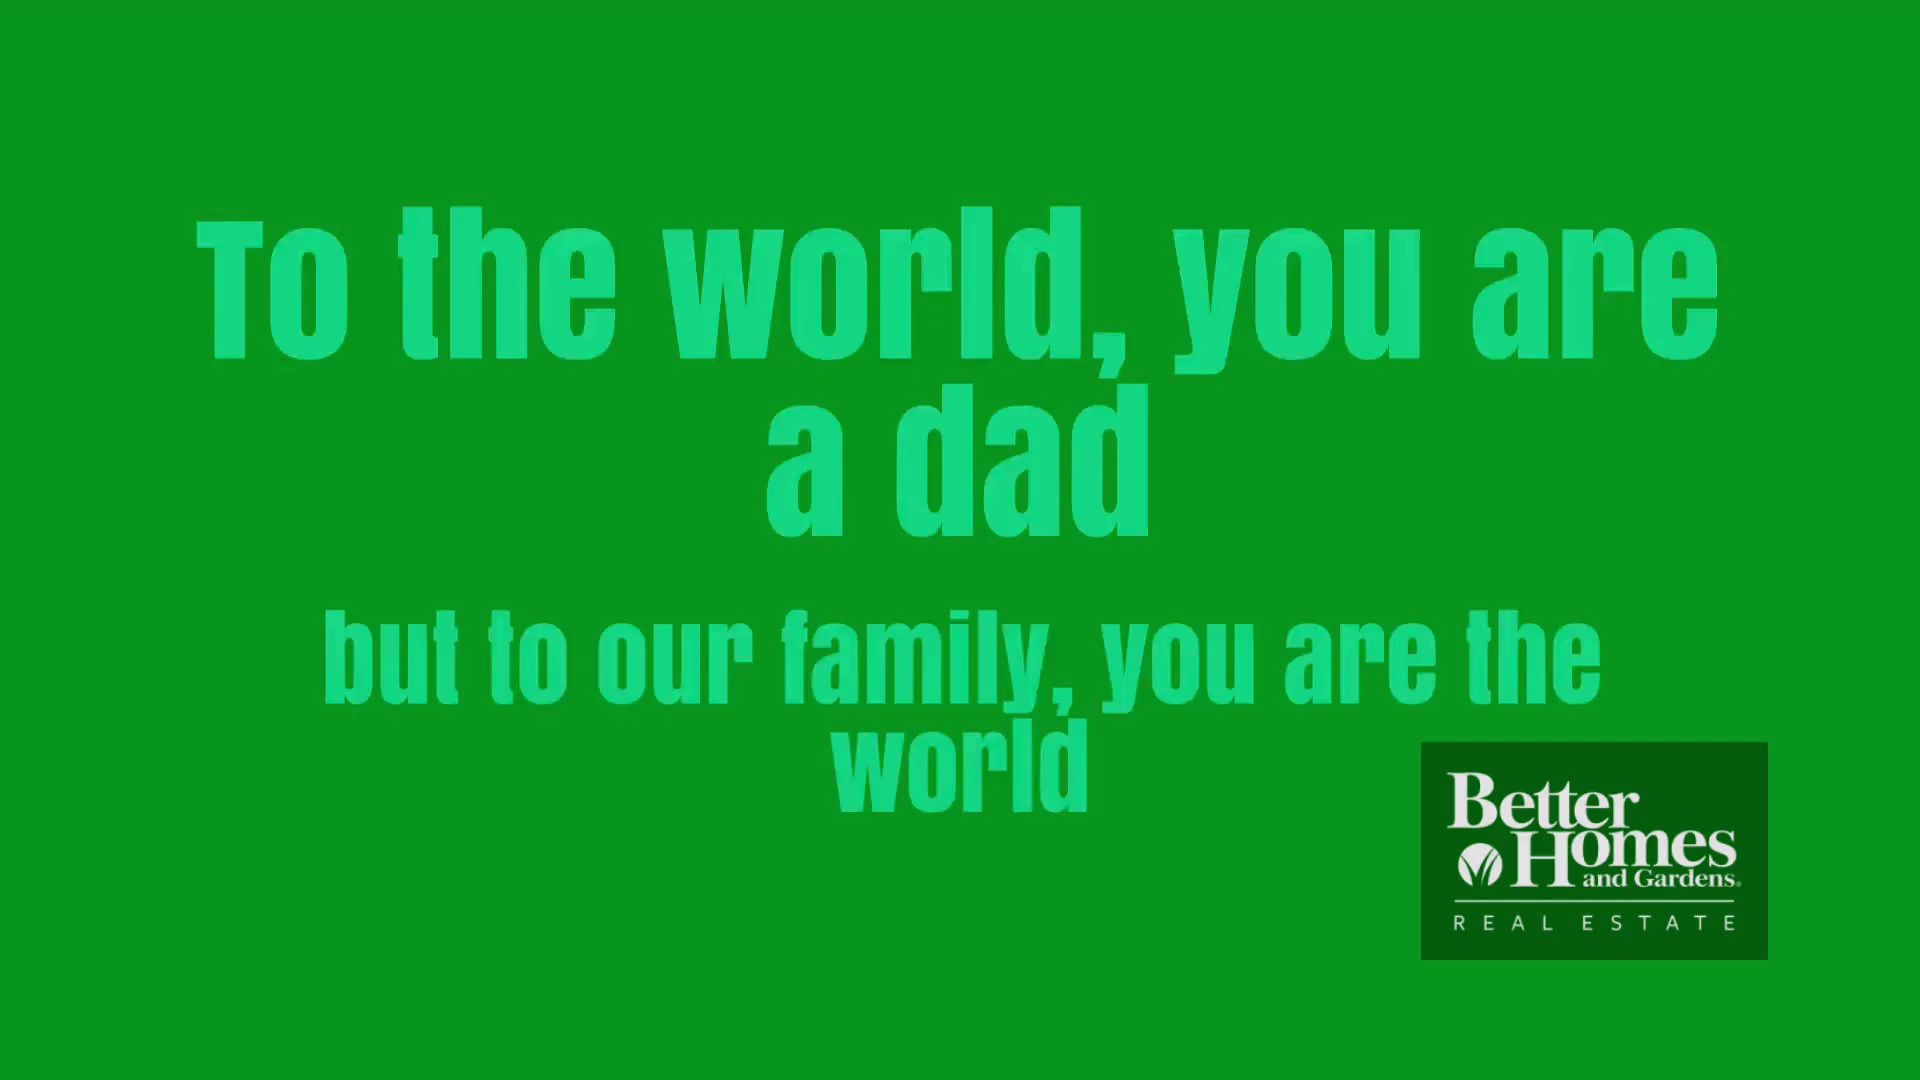 To the world, you are
a dad
but to our family, you are the
world
Better
Homes
and Gardens®
REAL ESTATE